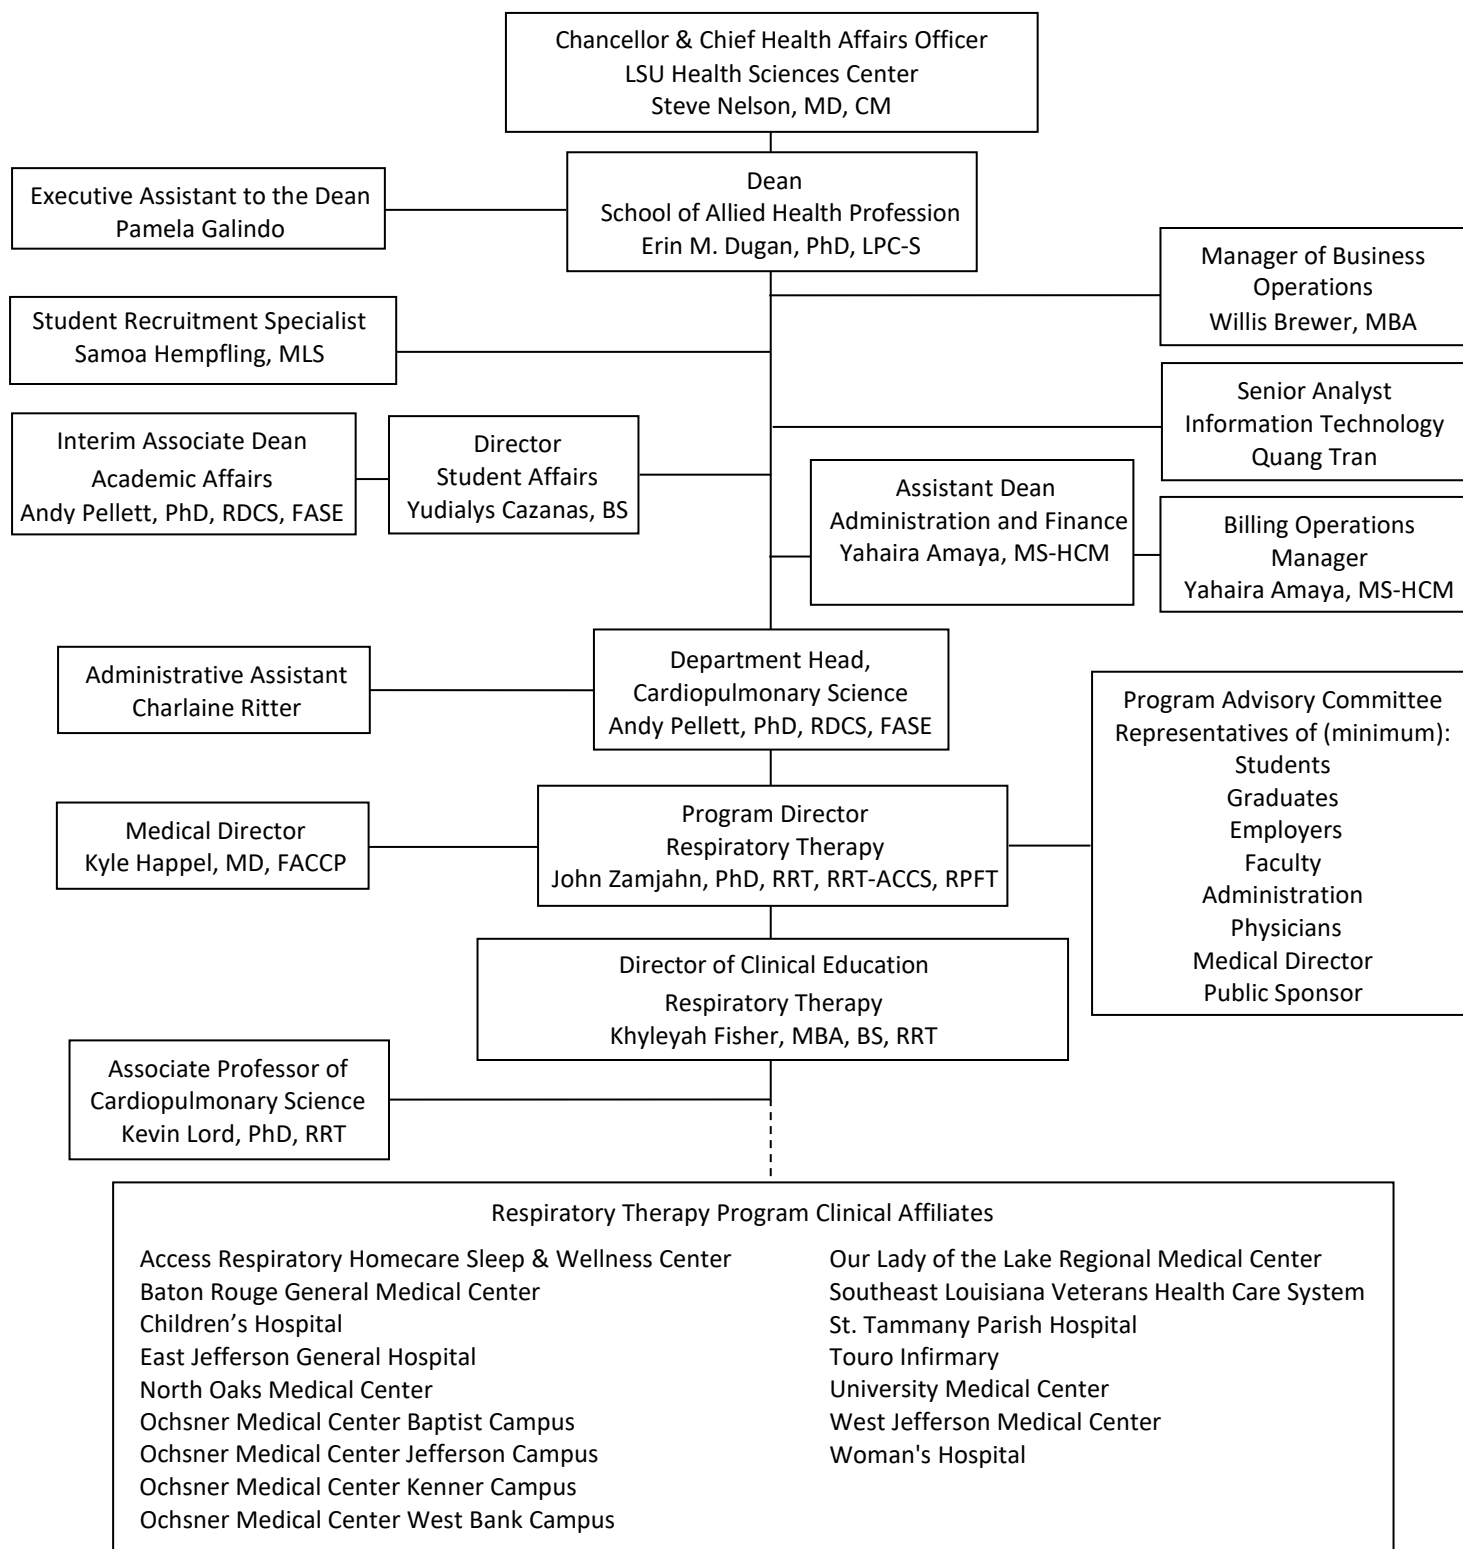 Chancellor & Chief Health Affairs Officer
LSU Health Sciences Center
Steve Nelson, MD, CM
Executive Assistant to the Dean
Pamela Galindo
Dean
School of Allied Health Profession
Erin M. Dugan, PhD, LPC-S
Manager of Business
Operations
Willis Brewer, MBA
Student Recruitment Specialist
Samoa Hempfling, MLS
Senior Analyst
Information Technology
Quang Tran
Interim Associate Dean
Academic Affairs
Andy Pellett, PhD, RDCS, FASE
Director
Student Affairs
Yudialys Cazanas, BS
Assistant Dean
Administration and Finance
Yahaira Amaya, MS-HCM
Billing Operations
Manager
Yahaira Amaya, MS-HCM
Administrative Assistant
Charlaine Ritter
Department Head,
Cardiopulmonary Science
Andy Pellett, PhD, RDCS, FASE
Program Advisory Committee
Representatives of (minimum):
Students
Graduates
Employers
Faculty
Administration
Physicians
Medical Director
Public Sponsor
Medical Director
Kyle Happel, MD, FACCP
Program Director
Respiratory Therapy
John Zamjahn, PhD, RRT, RRT-ACCS, RPFT
Director of Clinical Education
Respiratory Therapy
Khyleyah Fisher, MBA, BS, RRT
Associate Professor of
Cardiopulmonary Science
Kevin Lord, PhD, RRT
Respiratory Therapy Program Clinical Affiliates
Access Respiratory Homecare Sleep & Wellness Center
Baton Rouge General Medical Center
Children’s Hospital
East Jefferson General Hospital
North Oaks Medical Center
Ochsner Medical Center Baptist Campus
Ochsner Medical Center Jefferson Campus
Ochsner Medical Center Kenner Campus
Ochsner Medical Center West Bank Campus
Our Lady of the Lake Regional Medical Center
Southeast Louisiana Veterans Health Care System
St. Tammany Parish Hospital
Touro Infirmary
University Medical Center
West Jefferson Medical Center
Woman's Hospital